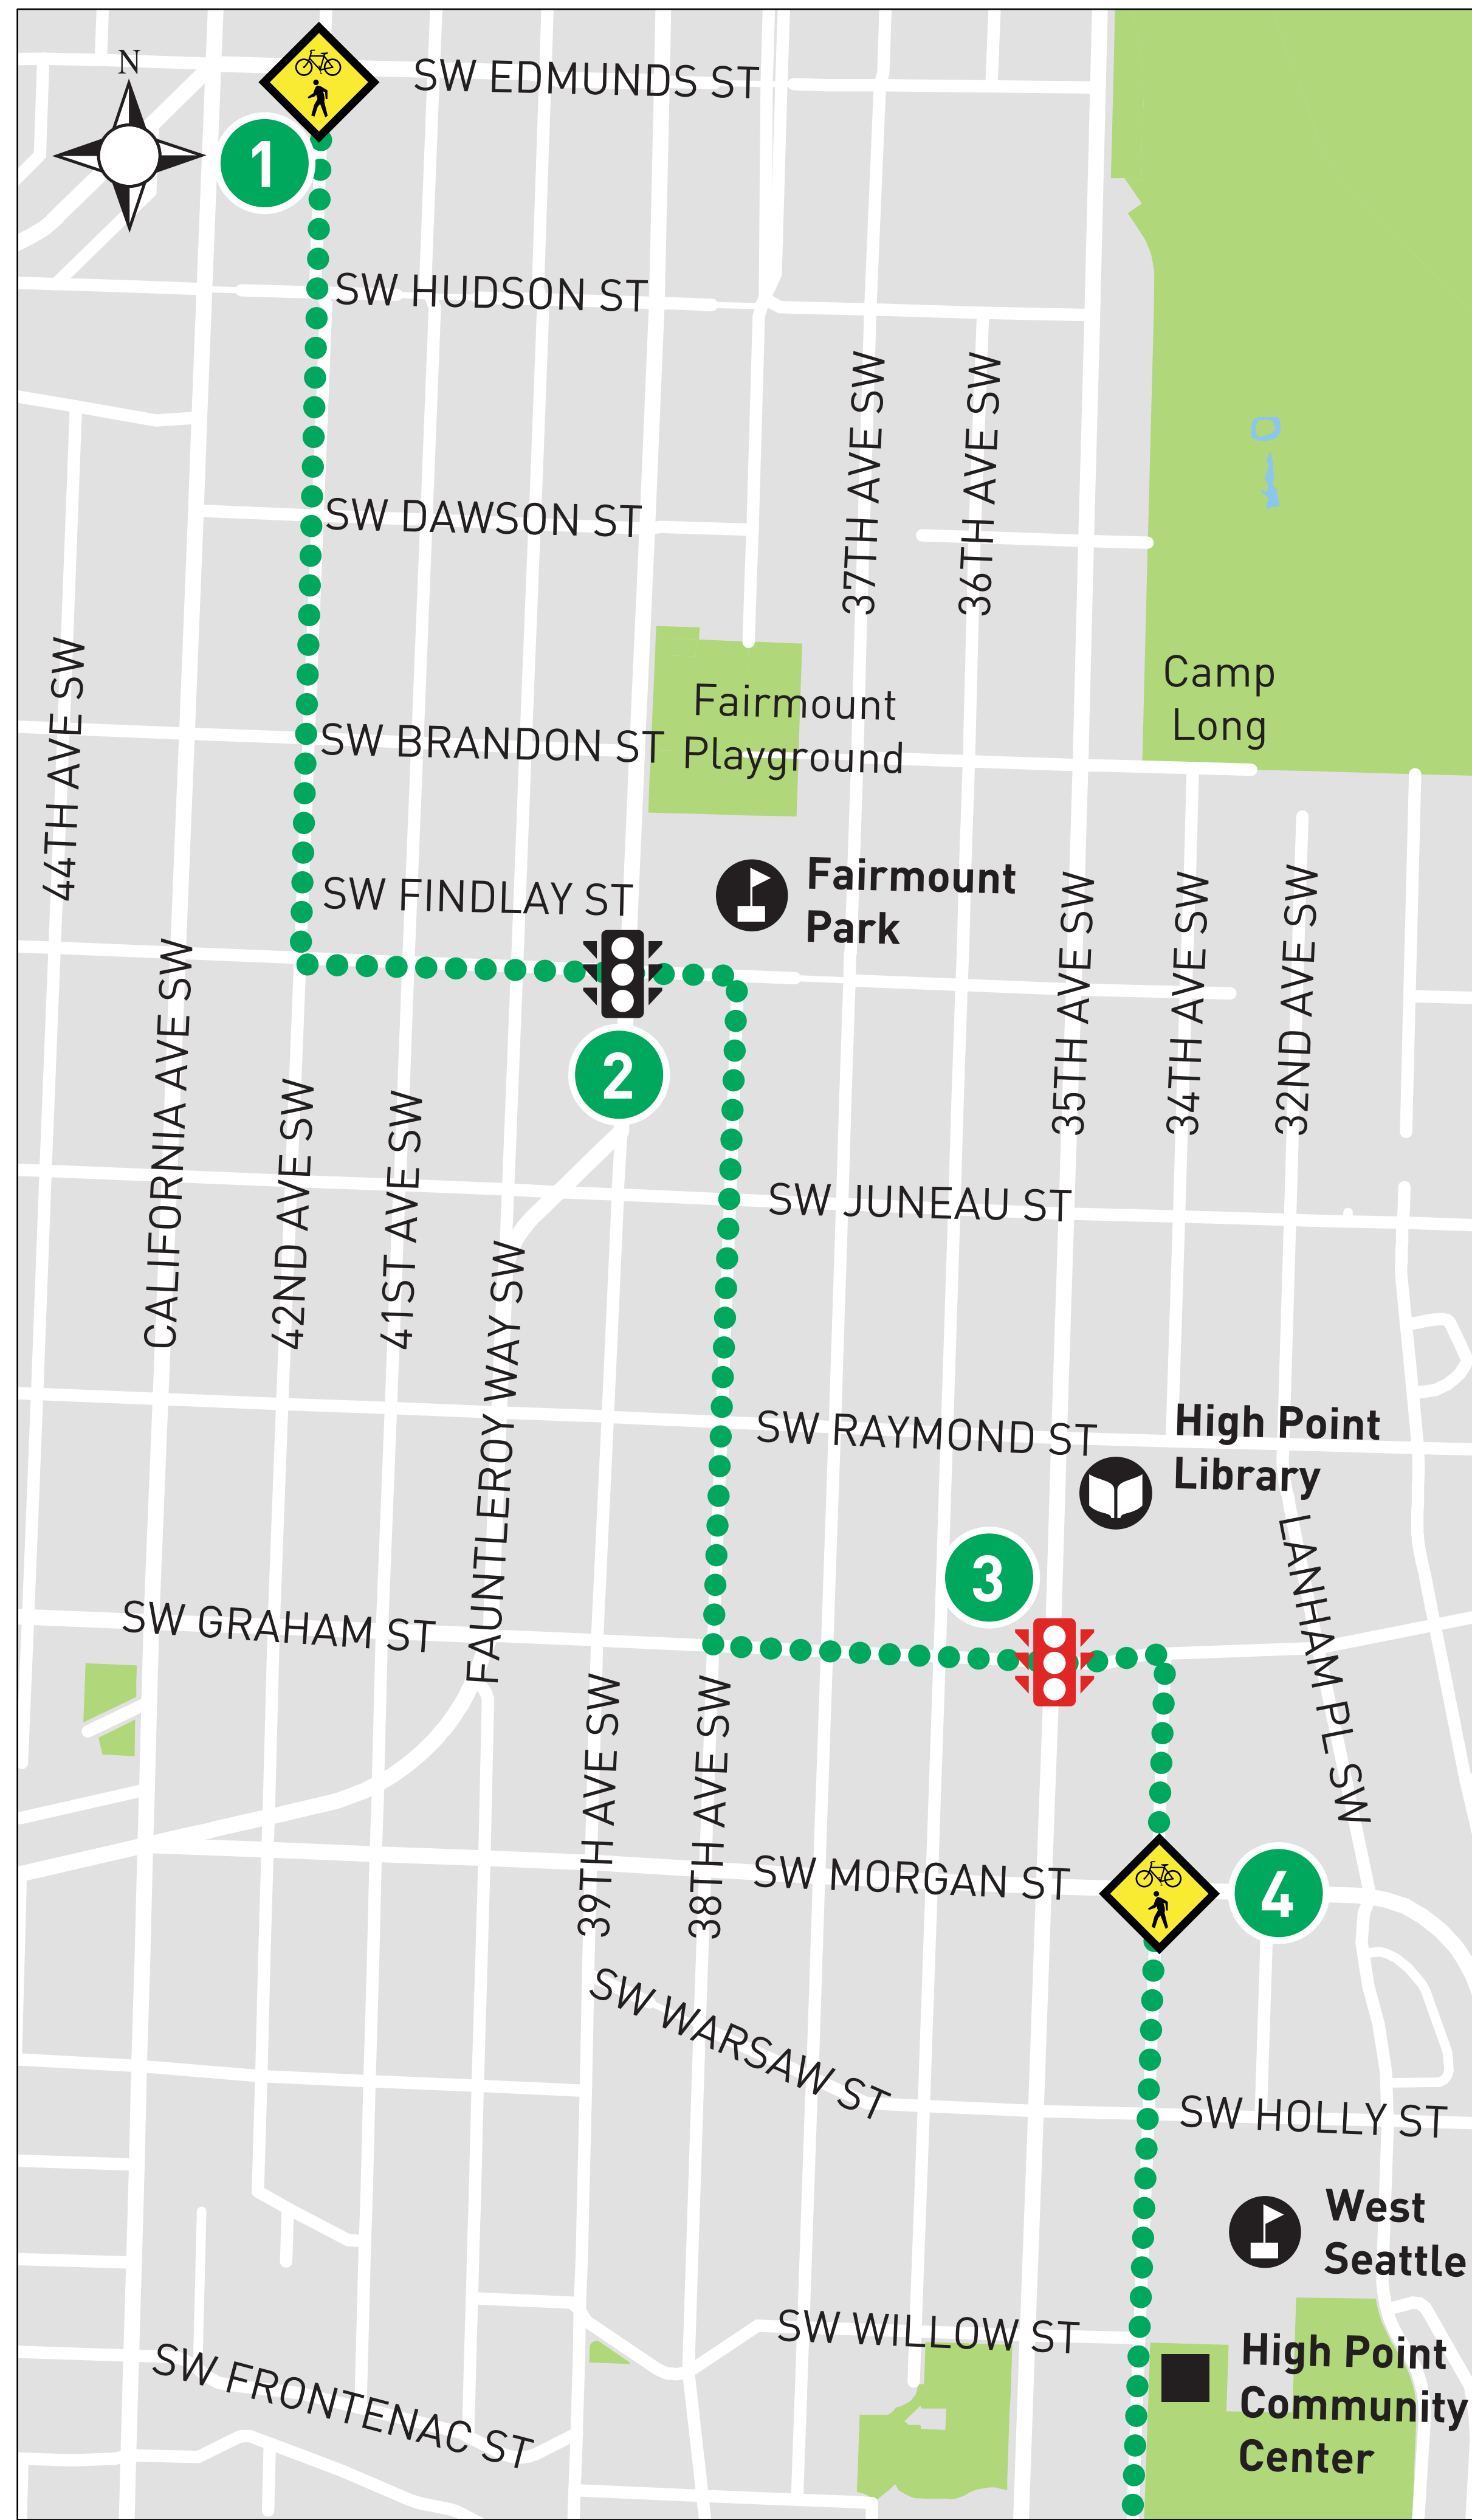 N
SW EDMUNDS ST
1
SW HUDSON ST
37TH AVE SW
36TH AVE SW
SW DAWSON ST
44TH AVE SW
Camp
Long
Fairmount
Playground
SW BRANDON ST
Fairmount
Park
SW FINDLAY ST
35TH AVE SW
34TH AVE SW
32ND AVE SW
CALIFORNIA AVE SW
2
42ND AVE SW
41ST AVE SW
SW JUNEAU ST
FAUNTLEROY WAY SW
SW RAYMOND ST
High Point
Library
LANHAM PL SW
3
SW GRAHAM ST
39TH AVE SW
38TH AVE SW
SW MORGAN ST
4
SW WARSAW ST
SW HOLLY ST
West
Seattle
SW WILLOW ST
High Point
Community
Center
SW FRONTENAC ST